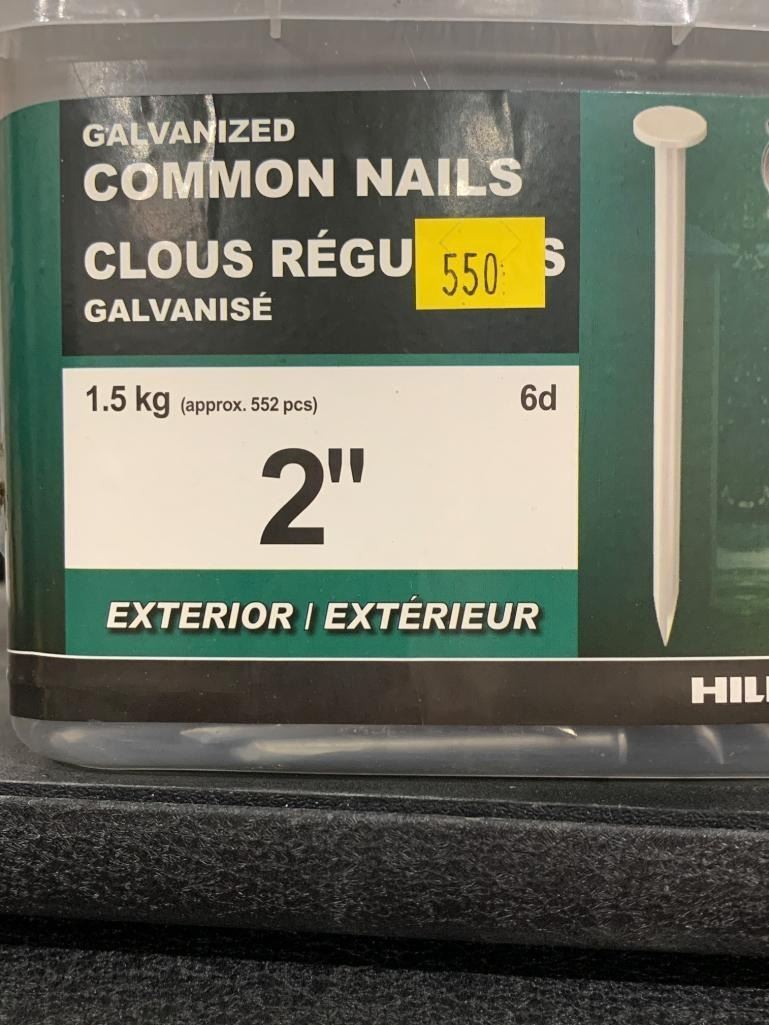 GALVANIZED
COMMON NAILS
CLOUS RÉGU S
550
GALVANISÉ
1.5 kg (approx. 552 pcs) 6d
2"
EXTERIOR / EXTÉRIEUR